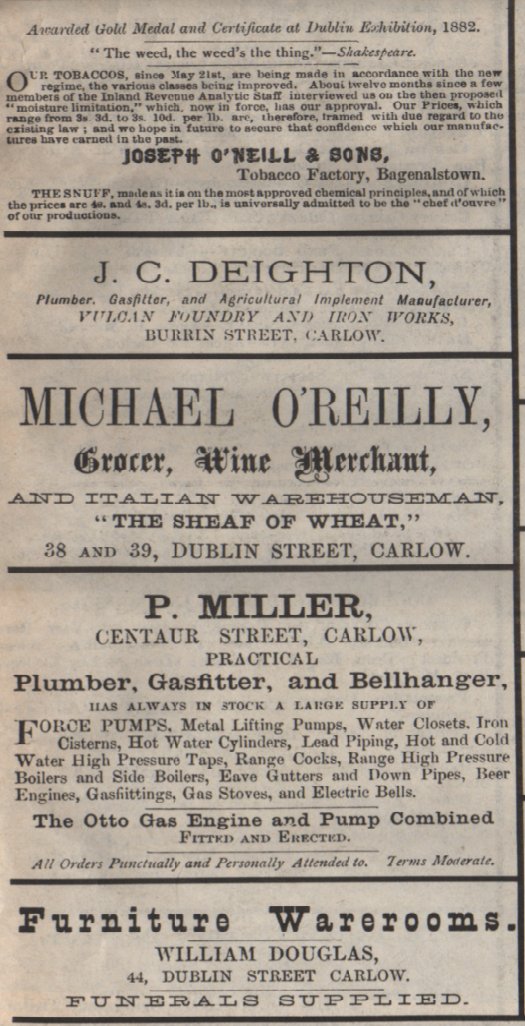 Awarded Gold Medal and Certificate at Dublin Exhibition, 1882.
"The weed, the weed's the thing."—Shakespeare.
OUR TOBACCOS, since May 21st, are being made in accordance with the new
regime, the various classes being improved. About twelve months since a few
members of the Inland Revenue Analytic Staff interviewed us on the then proposed
"moisture limitation," which, now in force, has our approval. Our Prices, which
range from 3s. 3d. to 3s. 10d. per lb. are, therefore, framed with due regard to the
existing law; and we hope in future to secure that confidence which our manufac-
tures have earned in the past.
JOSEPH O'NEILL & SONS,
Tobacco Factory, Bagenalstown.
THE SNUFF, made as it is on the most approved chemical principles, and of which
the prices are 4s. and 4s. 3d. per lb., is universally admitted to be the "chef d'ouvre"
of our productions.
J. C. DEIGHTON,
Plumber, Gasfitter, and Agricultural Implement Manufacturer,
VULCAN FOUNDRY AND IRON WORKS,
BURRIN STREET, CARLOW.
MICHAEL O'REILLY,
Grocer, Wine Merchant,
AND ITALIAN WAREHOUSEMAN,
"THE SHEAF OF WHEAT,"
38 AND 39, DUBLIN STREET, CARLOW.
P. MILLER,
CENTAUR STREET, CARLOW,
PRACTICAL
Plumber, Gasfitter, and Bellhanger,
HAS ALWAYS IN STOCK A LARGE SUPPLY OF
FORCE PUMPS, Metal Lifting Pumps, Water Closets, Iron
Cisterns, Hot Water Cylinders, Lead Piping, Hot and Cold
Water High Pressure Taps, Range Cocks, Range High Pressure
Boilers and Side Boilers, Eave Gutters and Down Pipes, Beer
Engines, Gasfiittings, Gas Stoves, and Electric Bells.
The Otto Gas Engine and Pump Combined
FITTED AND ERECTED.
All Orders Punctually and Personally Attended to. Terms Moderate.
Furniture Warerooms.
WILLIAM DOUGLAS,
44, DUBLIN STREET CARLOW.
FUNERALS SUPPLIED.